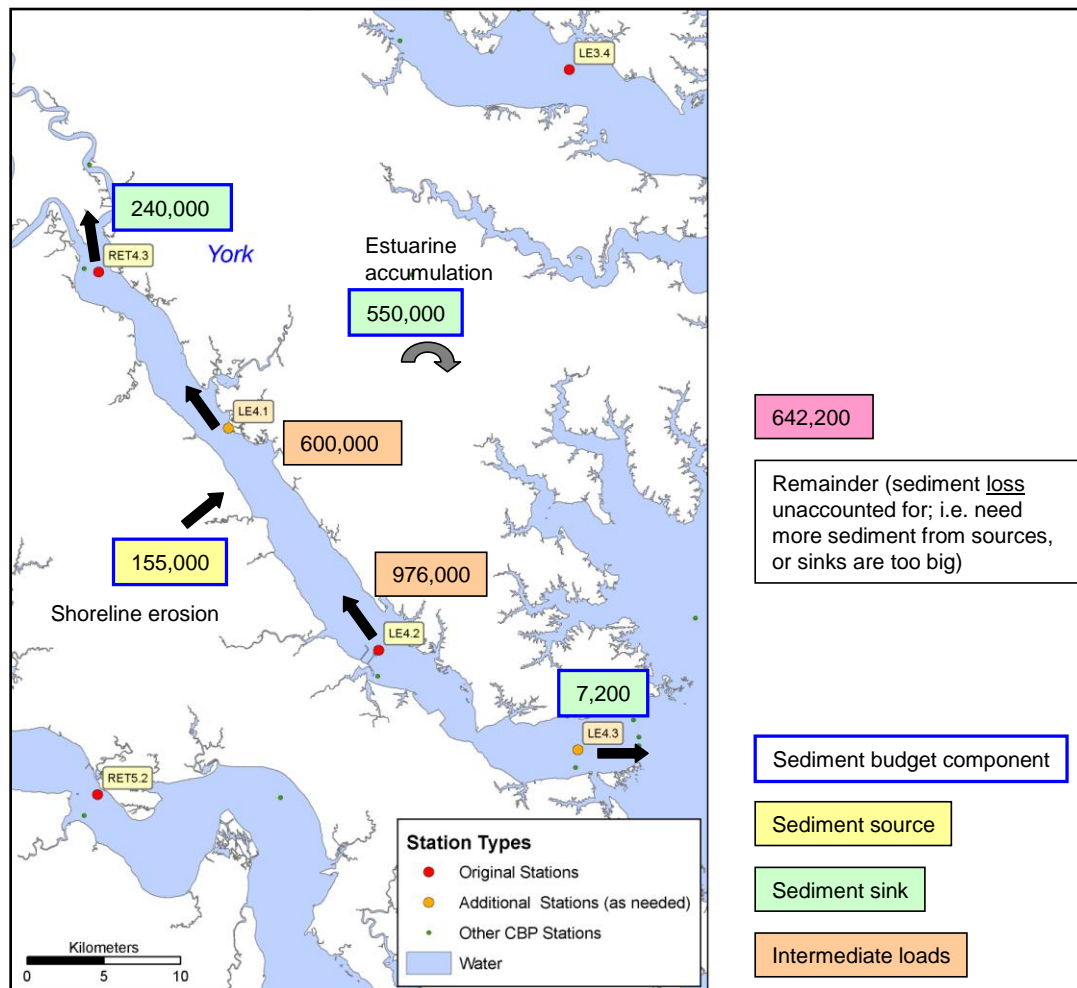 LE3.4
240,000
RET4.3
York
Estuarine
accumulation
550,000
LE4.1
600,000
155,000
Shoreline erosion
976,000
LE4.2
7,200
LE4.3
RET5.2
Station Types
Original Stations
Additional Stations (as needed)
Other CBP Stations
Water
Kilometers
0 5 10
642,200
Remainder (sediment loss
unaccounted for; i.e. need
more sediment from sources,
or sinks are too big)
Sediment budget component
Sediment source
Sediment sink
Intermediate loads